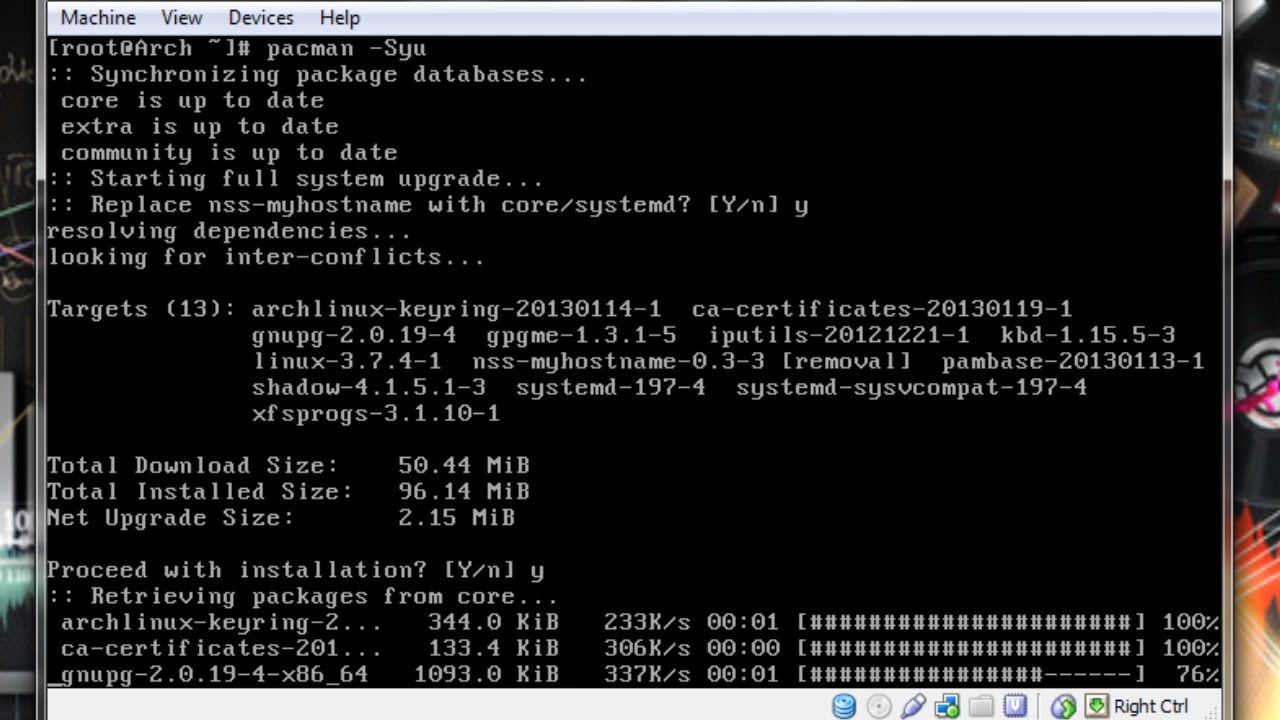 Machine View Devices Help
[root@Arch ~]# pacman -Syu
:: Synchronizing package databases...
core is up to date
extra is up to date
community is up to date
:: Starting full system upgrade...
:: Replace nss-myhostname with core/systemd? [Y/n] y
resolving dependencies...
looking for inter-conflicts...
Targets (13): archlinux-keyring-20130114-1 ca-certificates-20130119-1
gnupg-2.0.19-4 gpgme-1.3.1-5 iputils-20121221-1 kbd-1.15.5-3
linux-3.7.4-1 nss-myhostname-0.3-3 [removal] pambase-20130113-1
shadow-4.1.5.1-3 systemd-197-4 systemd-sysvcompat-197-4
xfsprogs-3.1.10-1
Total Download Size: 50.44 MiB
Total Installed Size: 96.14 MiB
Net Upgrade Size: 2.15 MiB
Proceed with installation? [Y/n] y
:: Retrieving packages from core...
archlinux-keyring-2... 344.0 KiB 233K/s 00:01 [######################] 100%
ca-certificates-201... 133.4 KiB 306K/s 00:00 [######################] 100%
_gnupg-2.0.19-4-x86_64 1093.0 KiB 337K/s 00:01 [################------] 76%
Right Ctrl